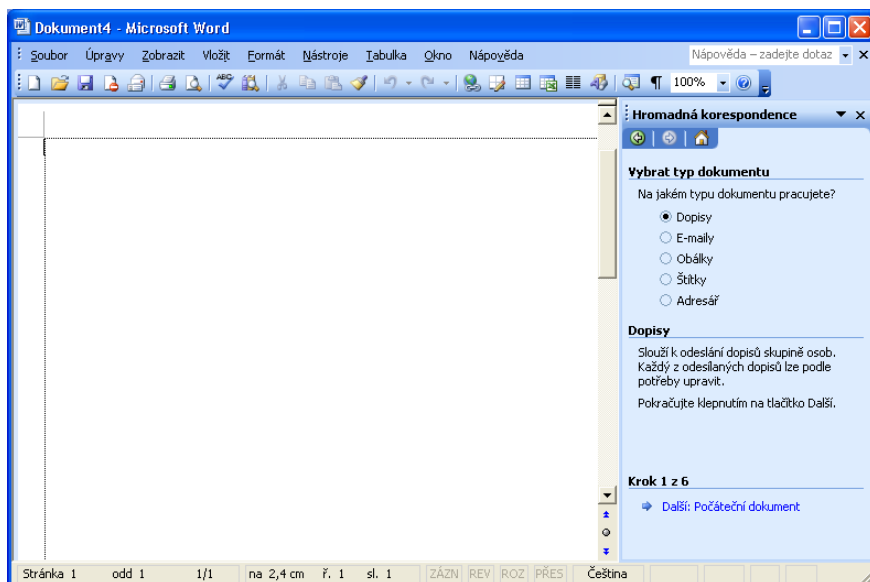 Dokument4 - Microsoft Word
Soubor Úpravy Zobrazit Vložit Formát Nástroje Tabulka Okno Nápověda Nápověda – zadejte dotaz
100%
Hromadná korespondence
Vybrat typ dokumentu
Na jakém typu dokumentu pracujete?
Dopisy
E-maily
Obálky
Štítky
Adresář
Dopisy
Slouží k odeslání dopisů skupině osob.
Každý z odesílaných dopisů lze podle
potřeby upravit.
Pokračujte klepnutím na tlačítko Další.
Krok 1 z 6
Další: Počáteční dokument
Stránka 1 odd 1 1/1 na 2,4 cm ř. 1 sl. 1 ZÁZN REV ROZ PŘES Čeština